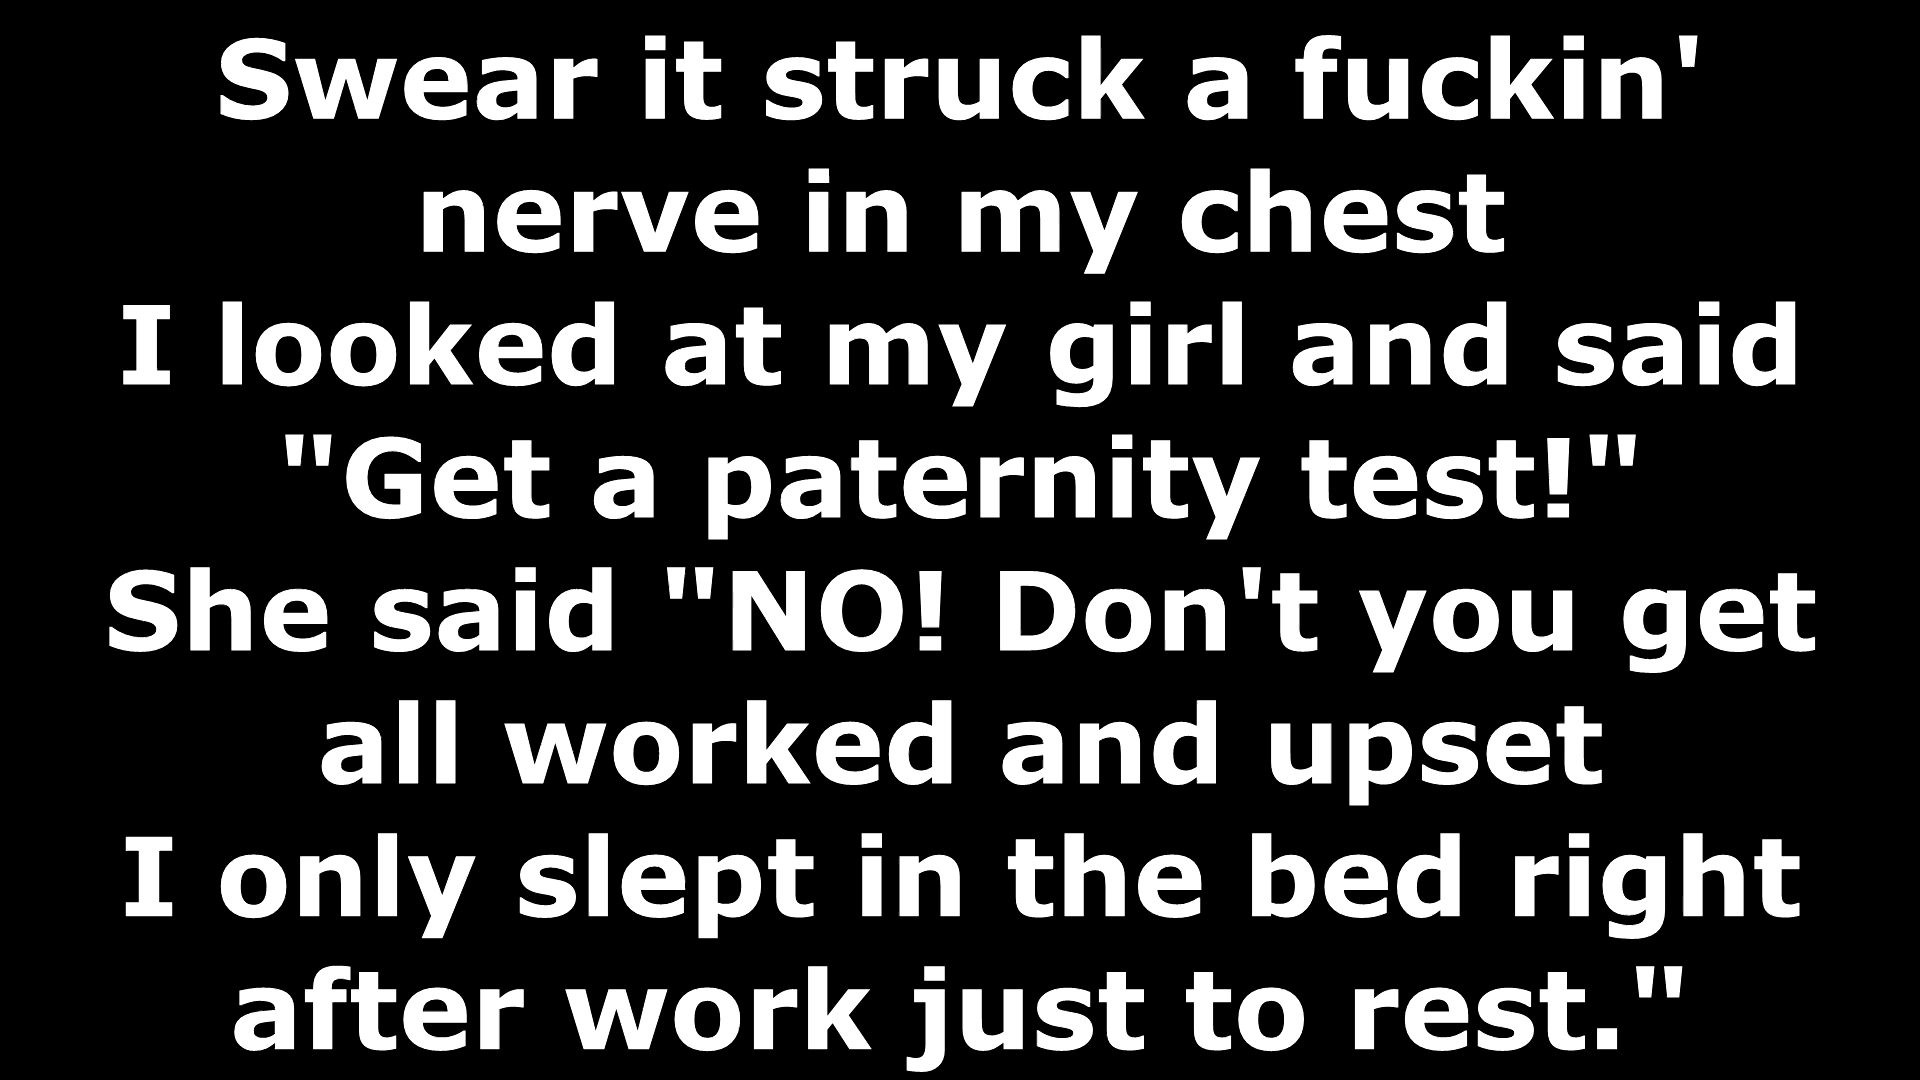 Swear it struck a fuckin'
nerve in my chest
I looked at my girl and said
"Get a paternity test!"
She said "NO! Don't you get
all worked and upset
I only slept in the bed right
after work just to rest."